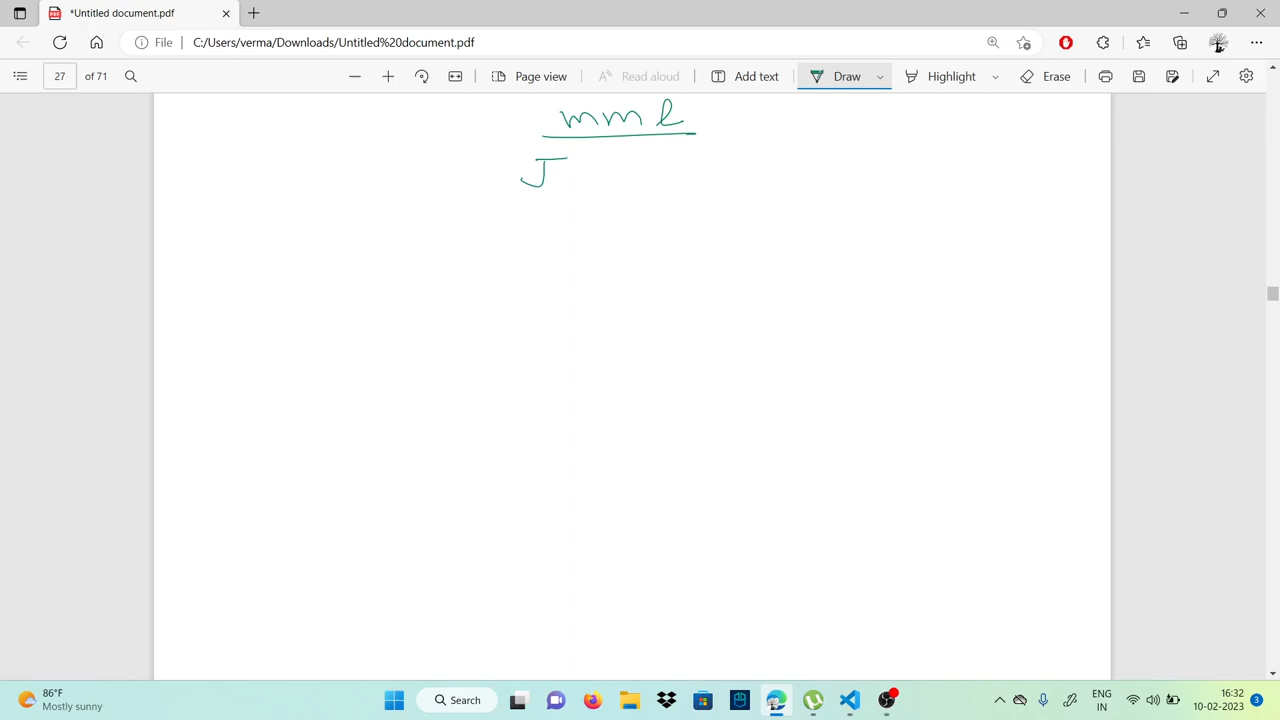 *Untitled document.pdf
File
C:/Users/verma/Downloads/Untitled%20document.pdf
27 of 71
Page view
Read aloud
Add text
Draw
Highlight
Erase
mml
J
86°F
Mostly sunny
Search
ENG
IN
16:32
10-02-2023
3